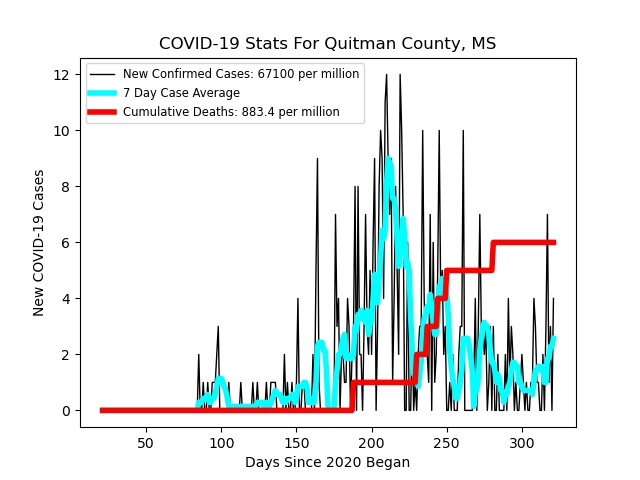 COVID-19 Stats For Quitman County, MS
New Confirmed Cases: 67100 per million
7 Day Case Average
Cumulative Deaths: 883.4 per million
New COVID-19 Cases
12
10
8
6
4
2
0
50
100
150
200
250
300
Days Since 2020 Began